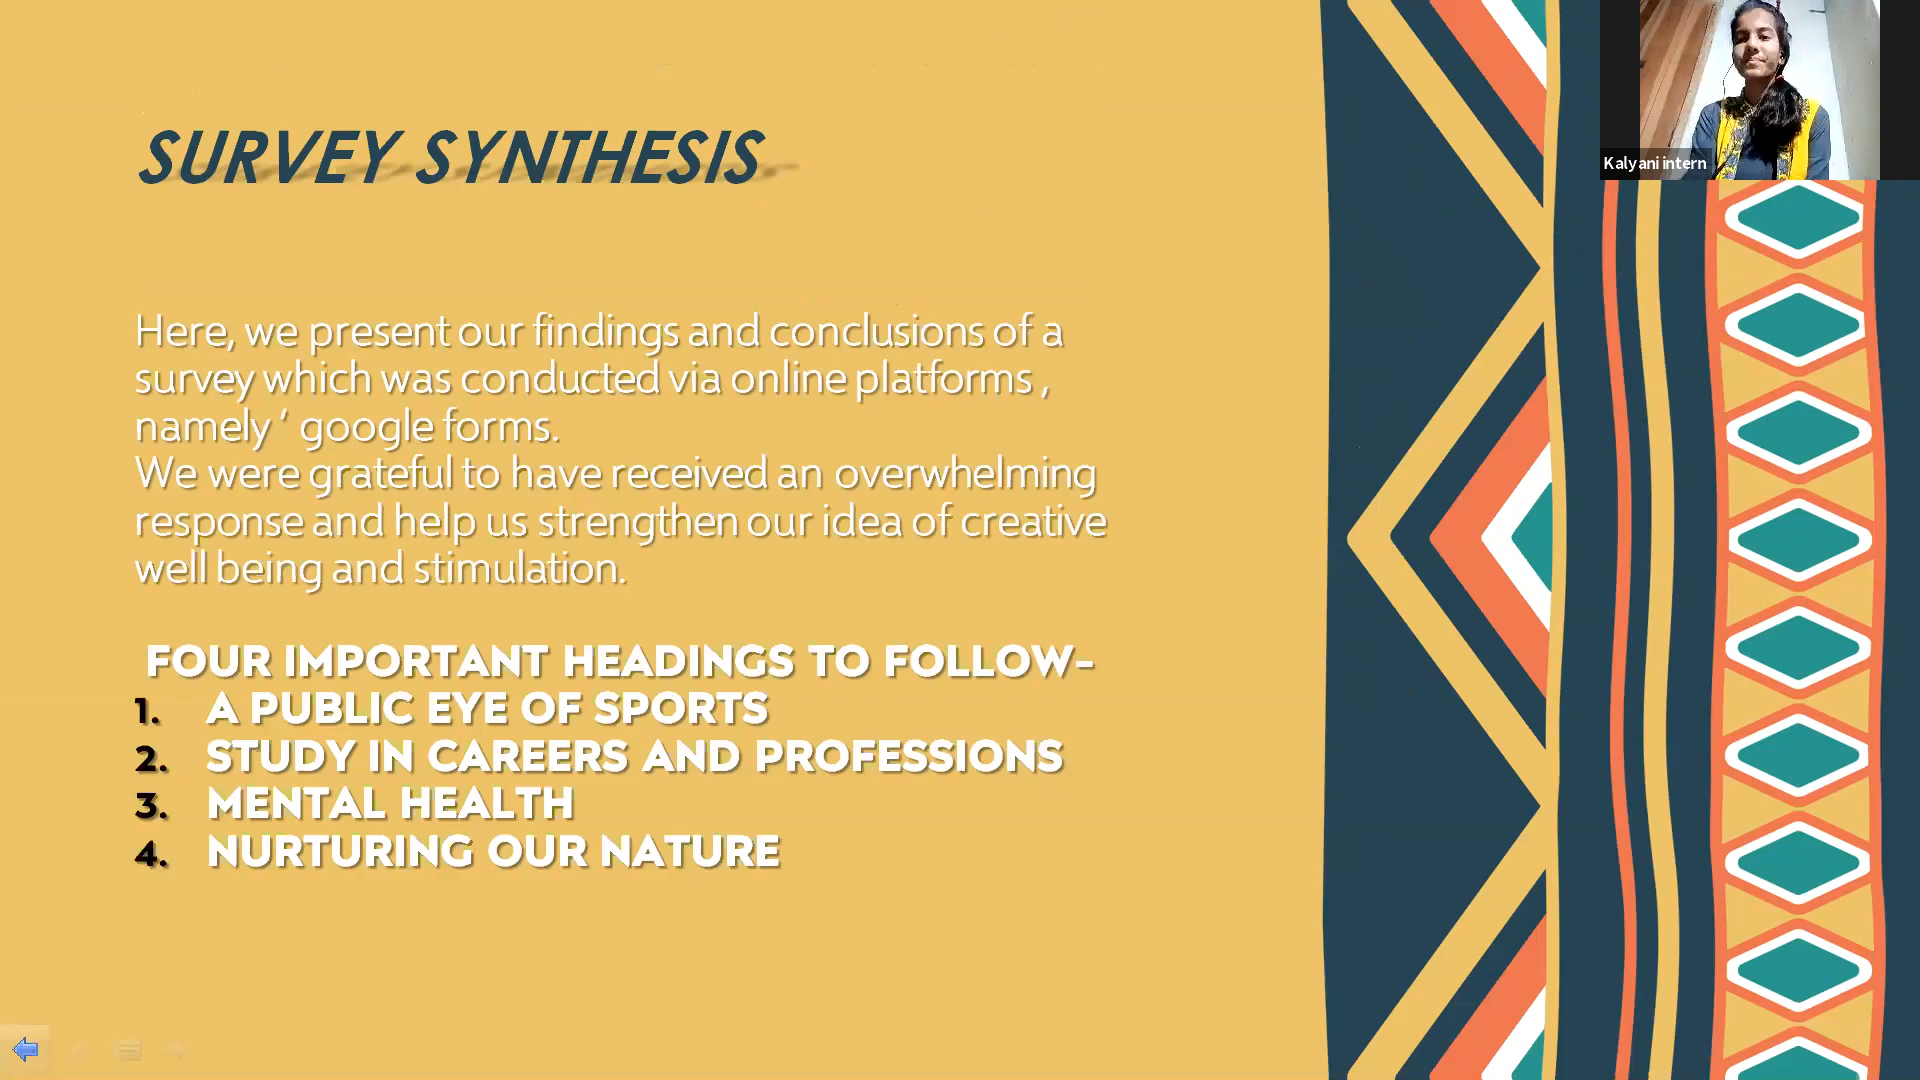 SURVEY SYNTHESIS
Kalyani intern
Here, we present our findings and conclusions of a
survey which was conducted via online platforms ,
namely ‘ google forms.
We were grateful to have received an overwhelming
response and help us strengthen our idea of creative
well being and stimulation.
FOUR IMPORTANT HEADINGS TO FOLLOW-
1. A PUBLIC EYE OF SPORTS
2. STUDY IN CAREERS AND PROFESSIONS
3. MENTAL HEALTH
4. NURTURING OUR NATURE